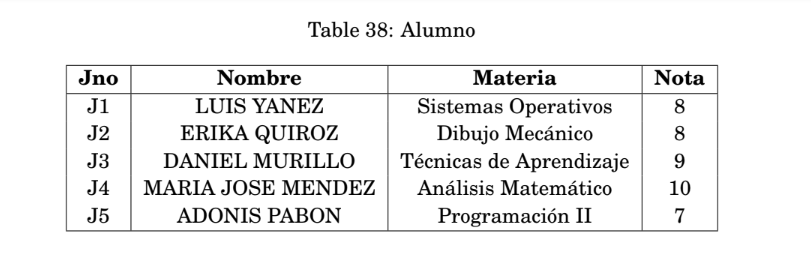 Table 38: Alumno
Jno Nombre Materia Nota
J1 LUIS YANEZ Sistemas Operativos 8
J2 ERIKA QUIROZ Dibujo Mecánico 8
J3 DANIEL MURILLO Técnicas de Aprendizaje 9
J4 MARIA JOSE MENDEZ Análisis Matemático 10
J5 ADONIS PABON Programación II 7